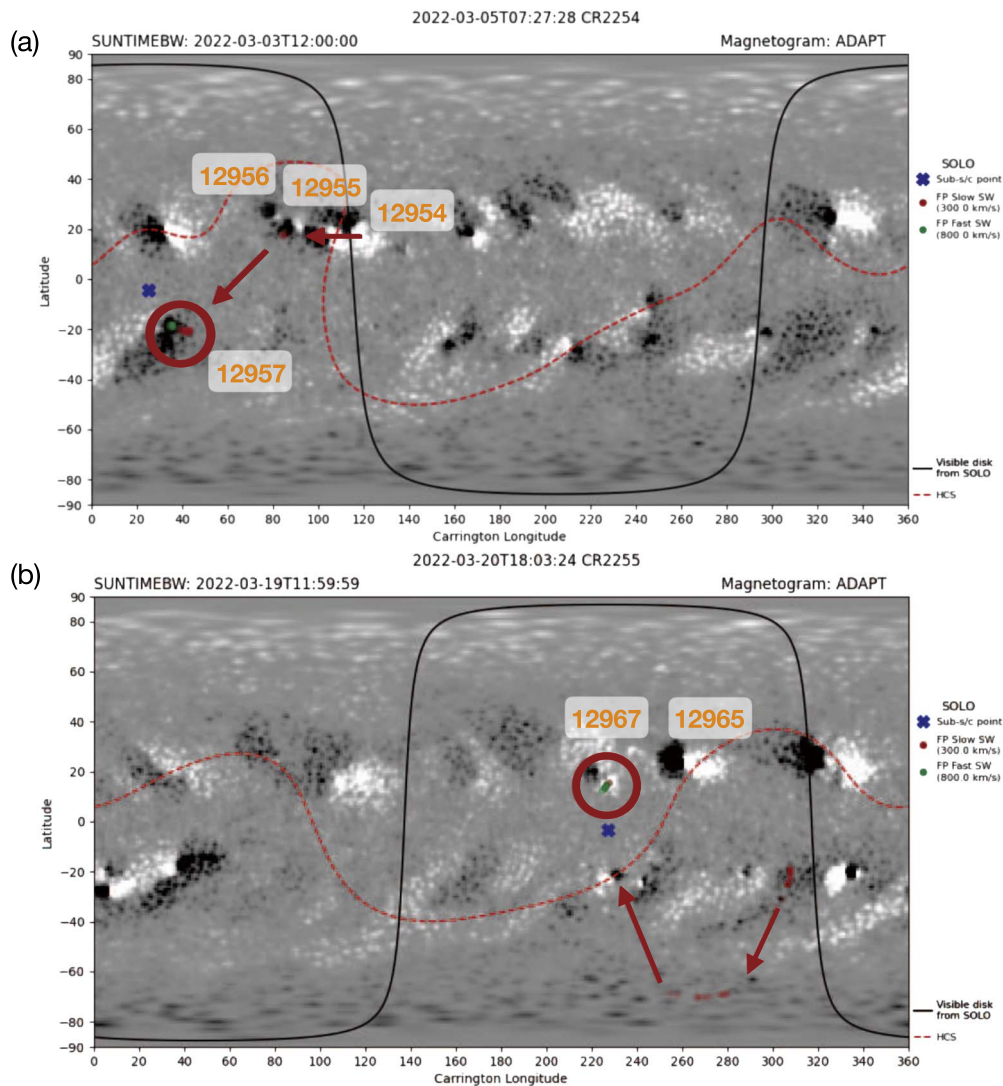 2022-03-05T07:27:28 CR2254
(a)
SUNTIMEBW: 2022-03-03T12:00:00
Magnetogram: ADAPT
90
80
60
40
20
0
−20
−40
−60
−80
−90
Latitude
12956
12955
12954
12957
SOLO
Sub-s/c point
FP Slow SW
(300.0 km/s)
FP Fast SW
(800.0 km/s)
Visible disk
from SOLO
HCS
0 20 40 60 80 100 120 140 160 180 200 220 240 260 280 300 320 340 360
Carrington Longitude
2022-03-20T18:03:24 CR2255
(b)
SUNTIMEBW: 2022-03-19T11:59:59
Magnetogram: ADAPT
90
80
60
40
20
0
−20
−40
−60
−80
−90
Latitude
12967
12965
SOLO
Sub-s/c point
FP Slow SW
(300.0 km/s)
FP Fast SW
(800.0 km/s)
Visible disk
from SOLO
HCS
0 20 40 60 80 100 120 140 160 180 200 220 240 260 280 300 320 340 360
Carrington Longitude